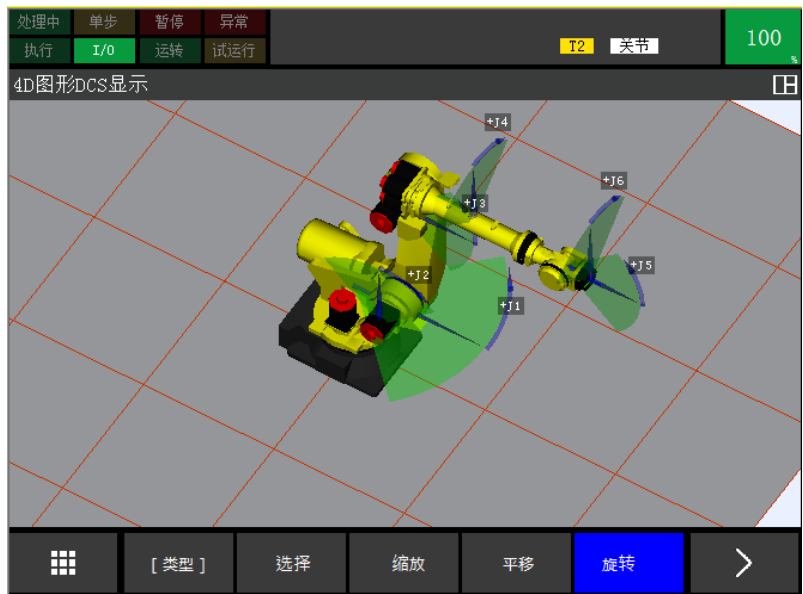 处理中 单步 暂停 异常
执行 I/O 运转 试运行
T2 关节
100
%
4D图形DCS显示
+J4
+J6
+J3
+J5
+J2
+J1
[ 类型 ] 选择 缩放 平移 旋转